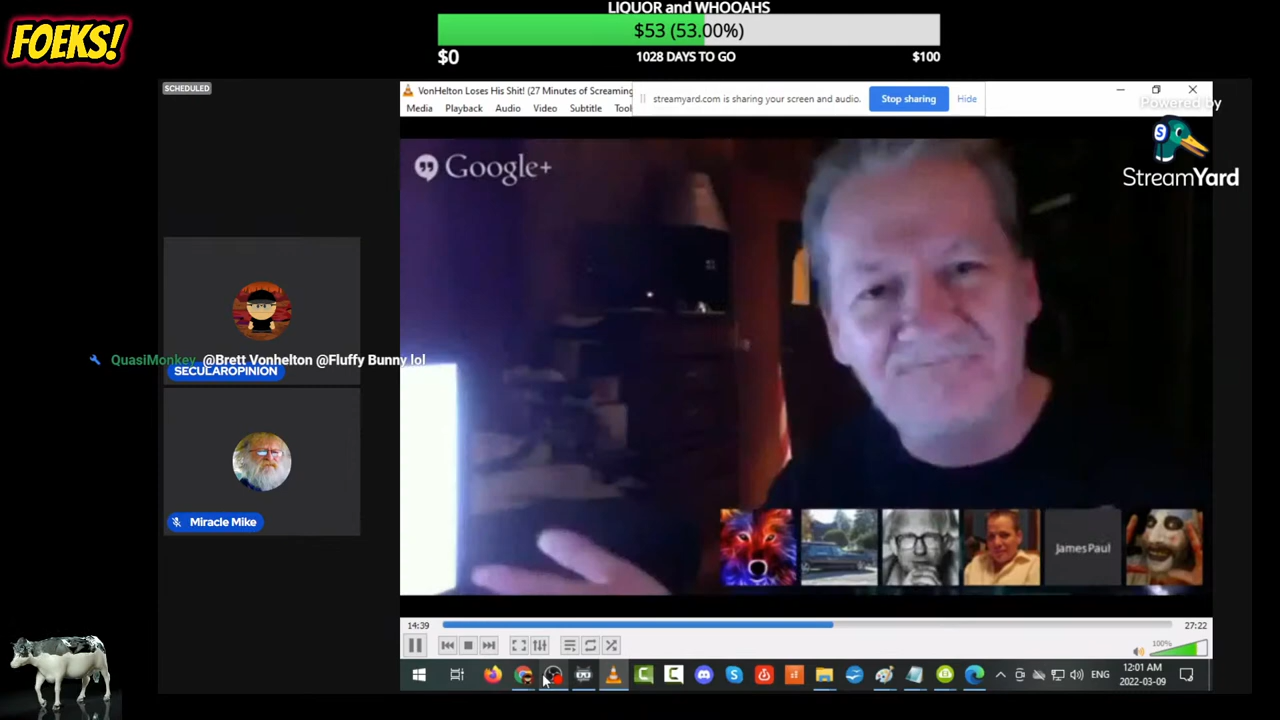 FOEKS!
LIQUOR and WHOOAHS
$53 (53.00%)
$0
1028 DAYS TO GO
$100
SCHEDULED
VonHelton Loses His Shit! (27 Minutes of Screaming
streamyard.com is sharing your screen and audio.
Stop sharing
Hide
Media Playback Audio Video Subtitle
Powered by
StreamYard
Google+
QuasiMonkey @Brett Vonhelton @Fluffy Bunny lol
SECULAROPINION
Miracle Mike
James Paul
14:39
27:22
100%
ENG
12:01 AM
2022-03-09